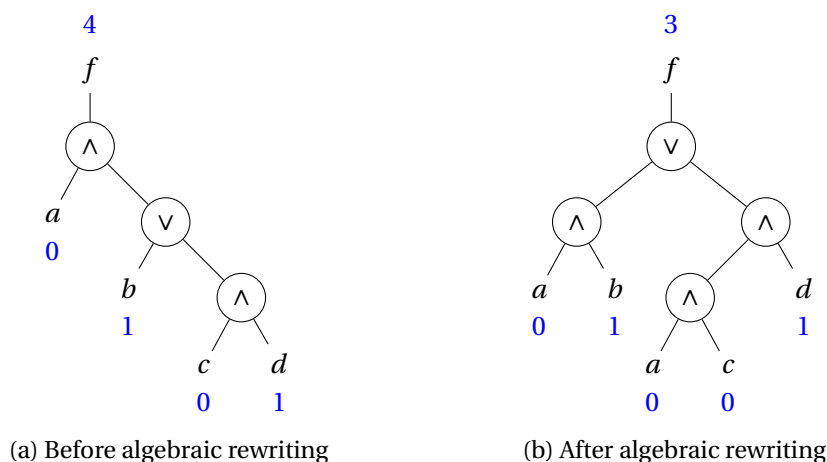 4 3
f f
∧ ∨
a ∨ ∧ ∧
0
b ∧ a b ∧ d
1 0 1 1
c d a c
0 1 0 0
(a) Before algebraic rewriting (b) After algebraic rewriting